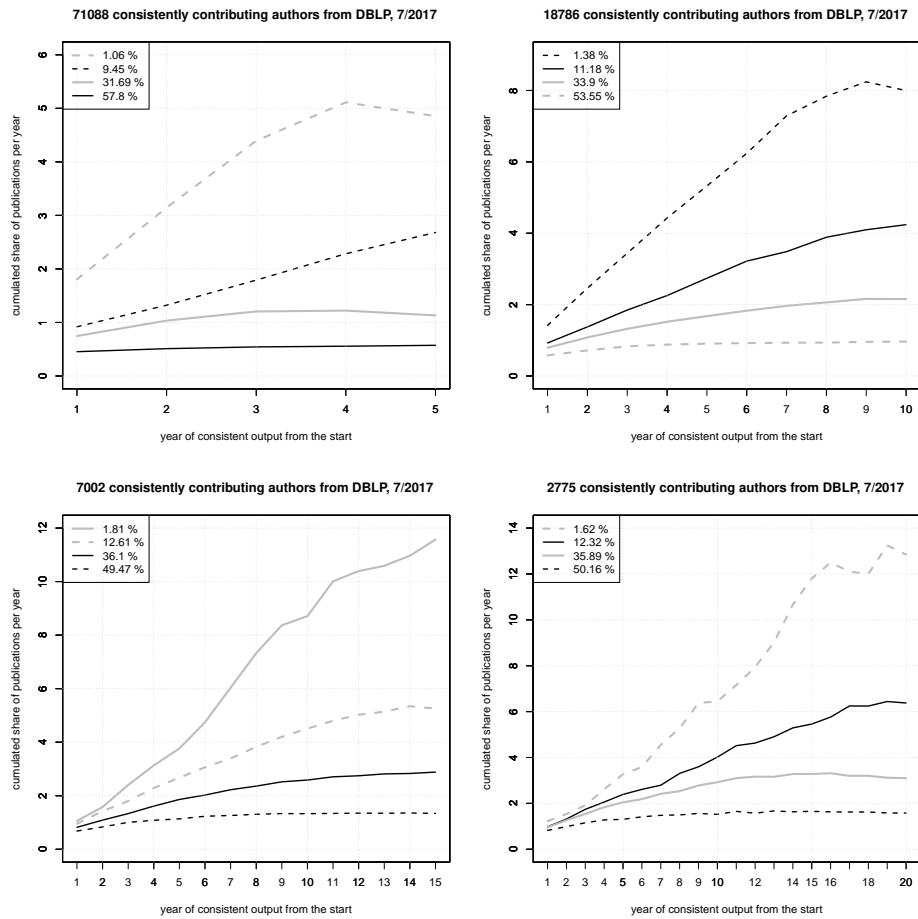 71088 consistently contributing authors from DBLP, 7/2017
1.06 %
9.45 %
31.69 %
57.8 %
cumulated share of publications per year
0 1 2 3 4 5 6
1 2 3 4 5
year of consistent output from the start
18786 consistently contributing authors from DBLP, 7/2017
1.38 %
11.18 %
33.9 %
53.55 %
cumulated share of publications per year
0 2 4 6 8
1 2 3 4 5 6 7 8 9 10
year of consistent output from the start
7002 consistently contributing authors from DBLP, 7/2017
1.81 %
12.61 %
36.1 %
49.47 %
cumulated share of publications per year
0 2 4 6 8 10 12
1 2 3 4 5 6 7 8 9 10 11 12 13 14 15
year of consistent output from the start
2775 consistently contributing authors from DBLP, 7/2017
1.62 %
12.32 %
35.89 %
50.16 %
cumulated share of publications per year
0 2 4 6 8 10 12 14
1 2 3 4 5 6 7 8 9 10 12 14 15 16 18 20
year of consistent output from the start